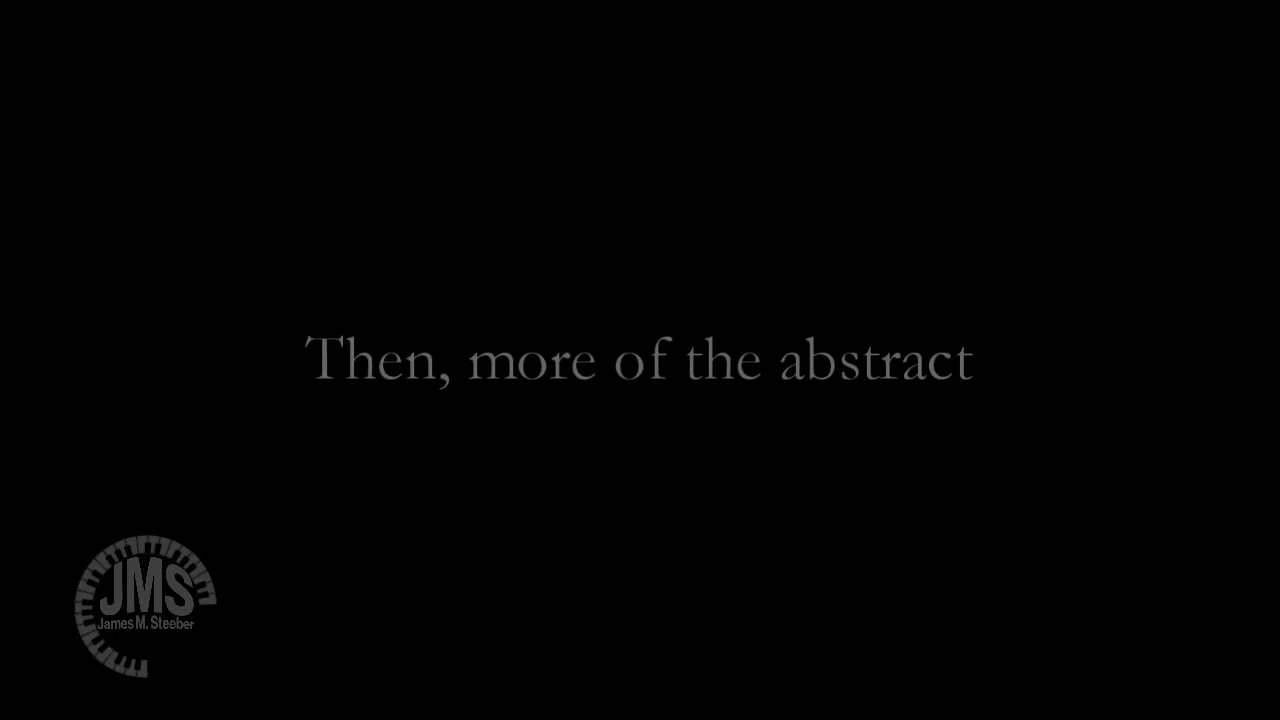 Then, more of the abstract
JMS
James M. Steeber